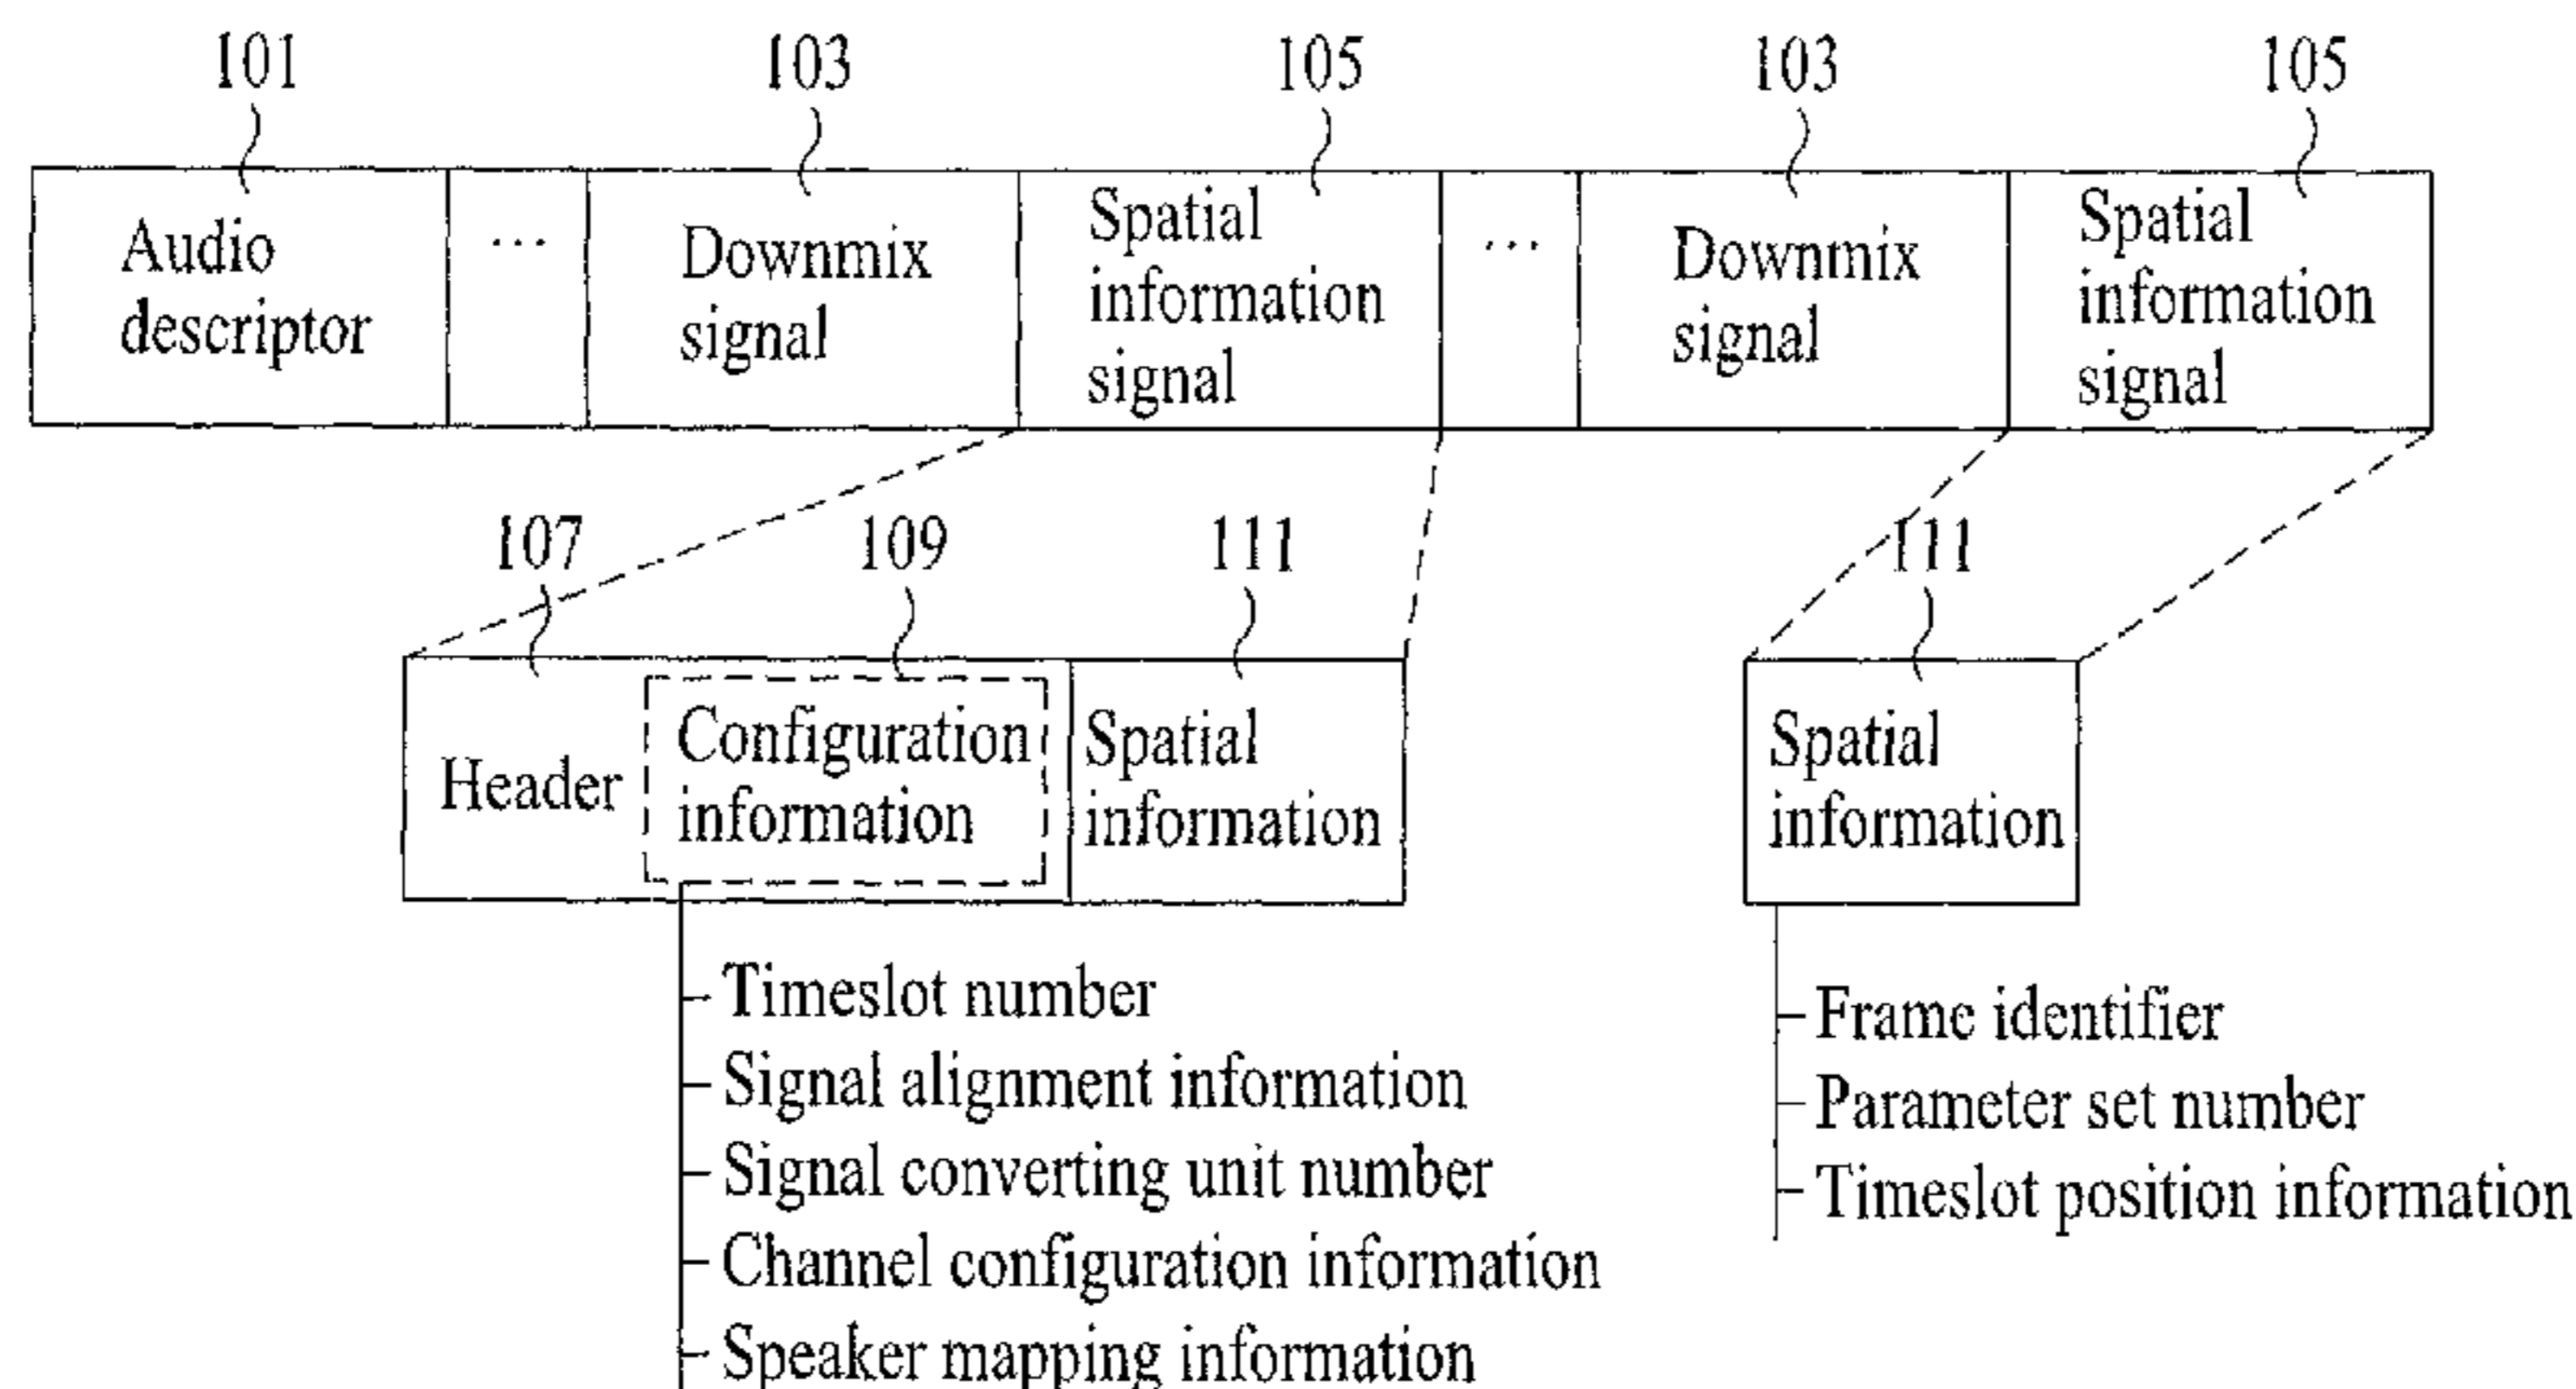 101
103
105
103
105
Audio
descriptor
...
Downmix
signal
Spatial
information
signal
...
Downmix
signal
Spatial
information
signal
107
109
111
111
Header
Configuration
information
Spatial
information
Spatial
information
Timeslot number
Signal alignment information
Signal converting unit number
Channel configuration information
Speaker mapping information
Frame identifier
Parameter set number
Timeslot position information